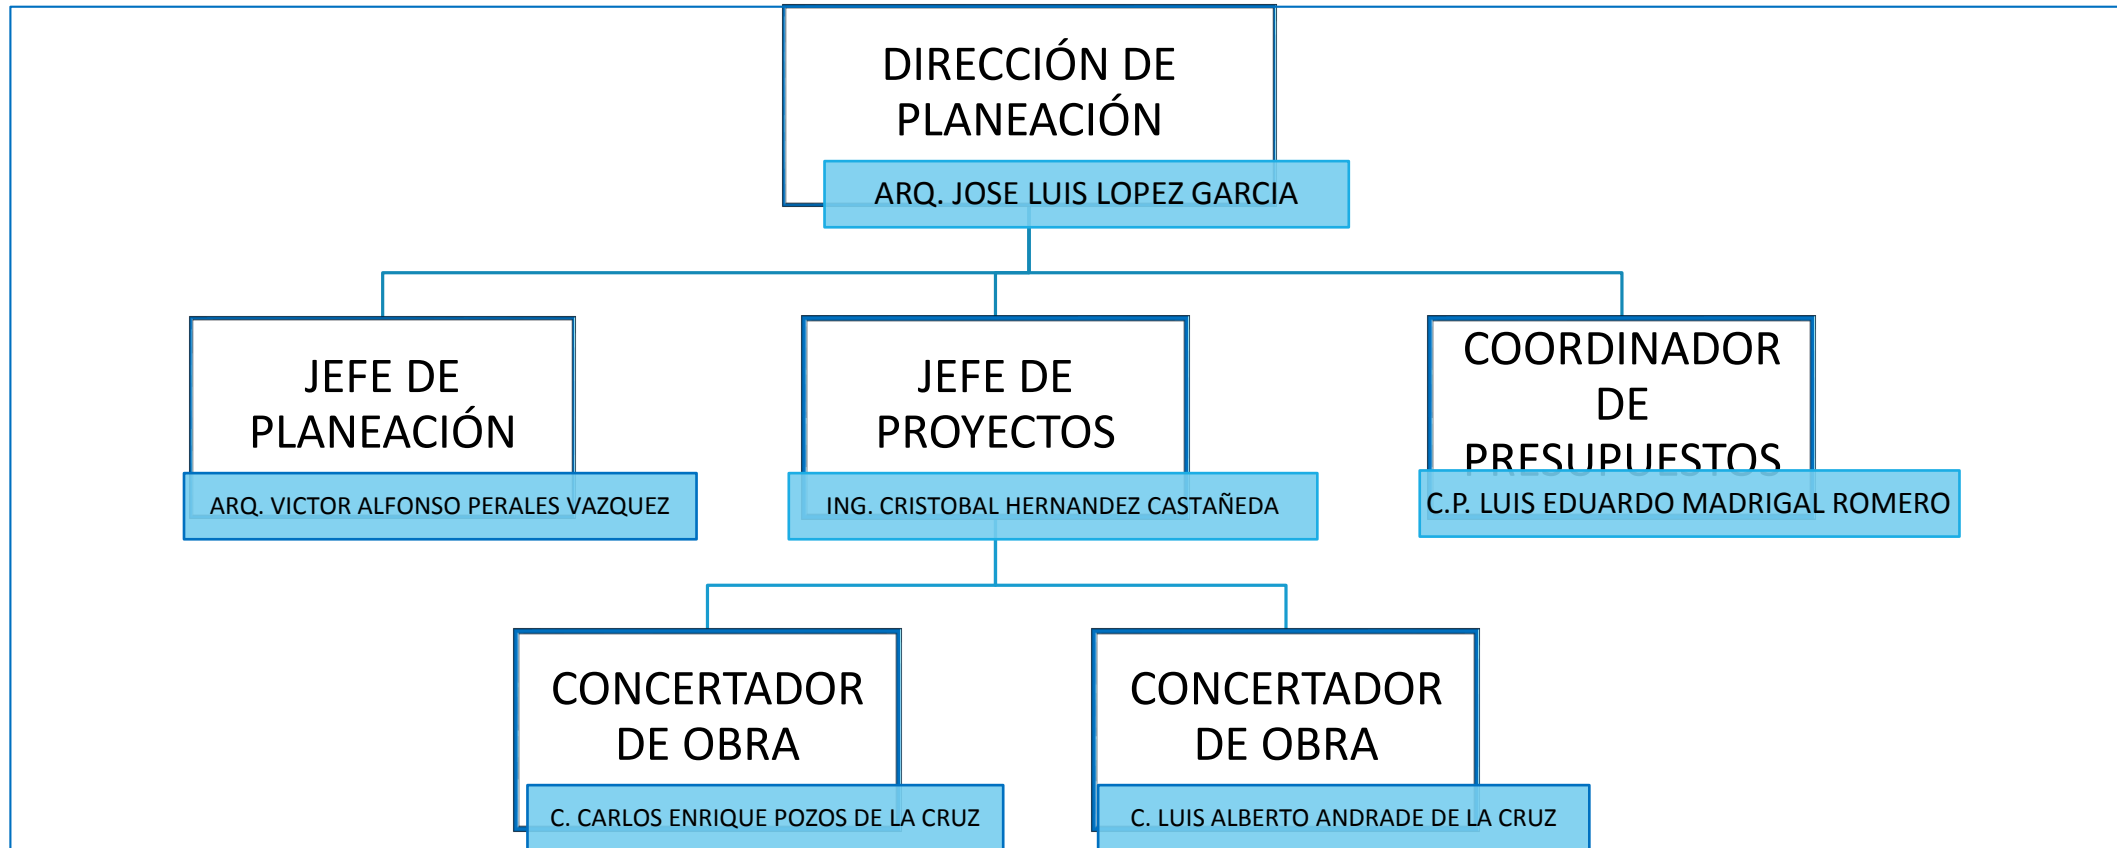 DIRECCIÓN DE
PLANEACIÓN
ARQ. JOSE LUIS LOPEZ GARCIA
JEFE DE
PLANEACIÓN
ARQ. VICTOR ALFONSO PERALES VAZQUEZ
JEFE DE
PROYECTOS
ING. CRISTOBAL HERNANDEZ CASTAÑEDA
COORDINADOR
DE
PRESUPUESTOS
C.P. LUIS EDUARDO MADRIGAL ROMERO
CONCERTADOR
DE OBRA
C. CARLOS ENRIQUE POZOS DE LA CRUZ
CONCERTADOR
DE OBRA
C. LUIS ALBERTO ANDRADE DE LA CRUZ